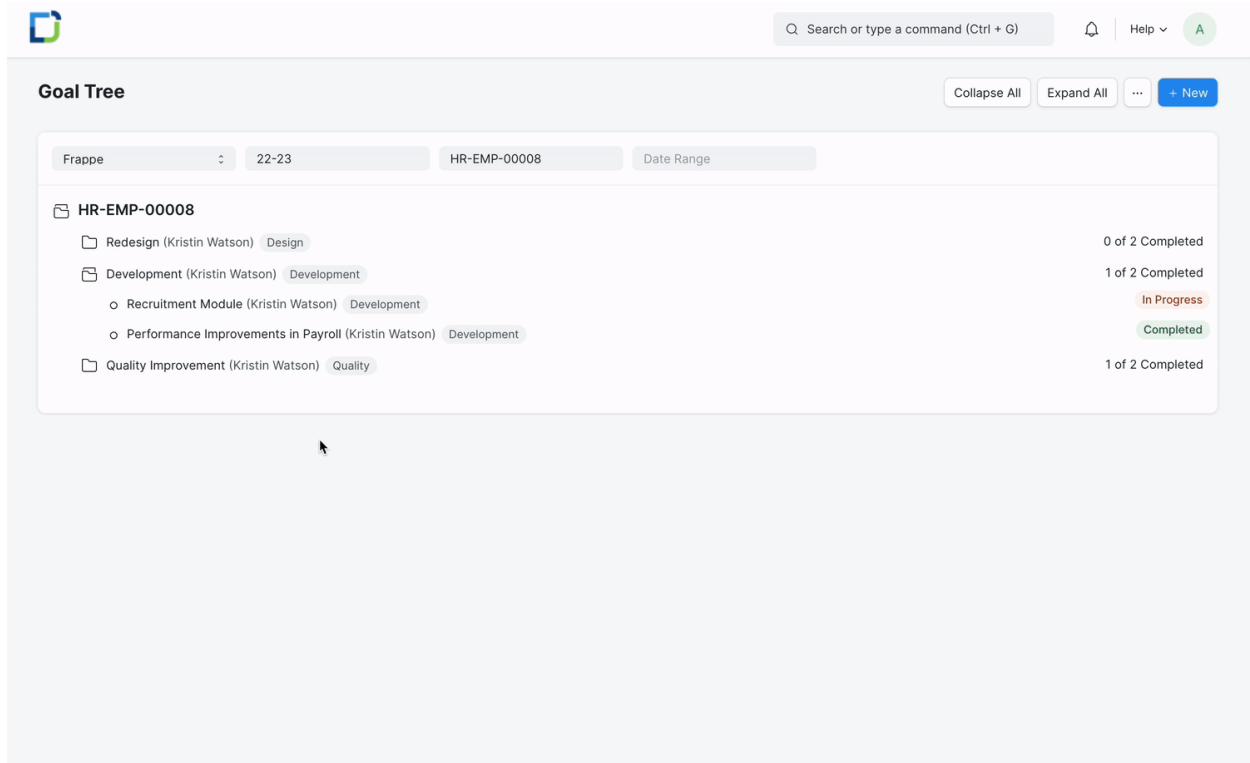 Search or type a command (Ctrl + G)
Help
A
Goal Tree
Collapse All
Expand All
...
+ New
Frappe
22-23
HR-EMP-00008
Date Range
HR-EMP-00008
Redesign (Kristin Watson) Design 0 of 2 Completed
Development (Kristin Watson) Development 1 of 2 Completed
Recruitment Module (Kristin Watson) Development In Progress
Performance Improvements in Payroll (Kristin Watson) Development Completed
Quality Improvement (Kristin Watson) Quality 1 of 2 Completed